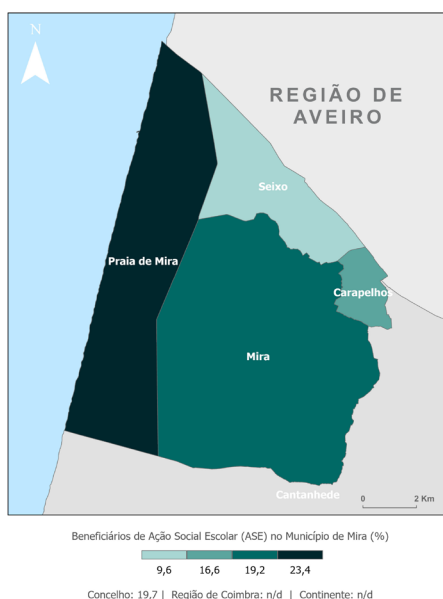 N
REGIÃO DE
AVEIRO
Seixo
Praia de Mira
Carapelhos
Mira
Cantanhede
0 2 Km
Beneficiários de Ação Social Escolar (ASE) no Município de Mira (%)
9,6 16,6 19,2 23,4
Concelho: 19,7 | Região de Coimbra: n/d | Continente: n/d